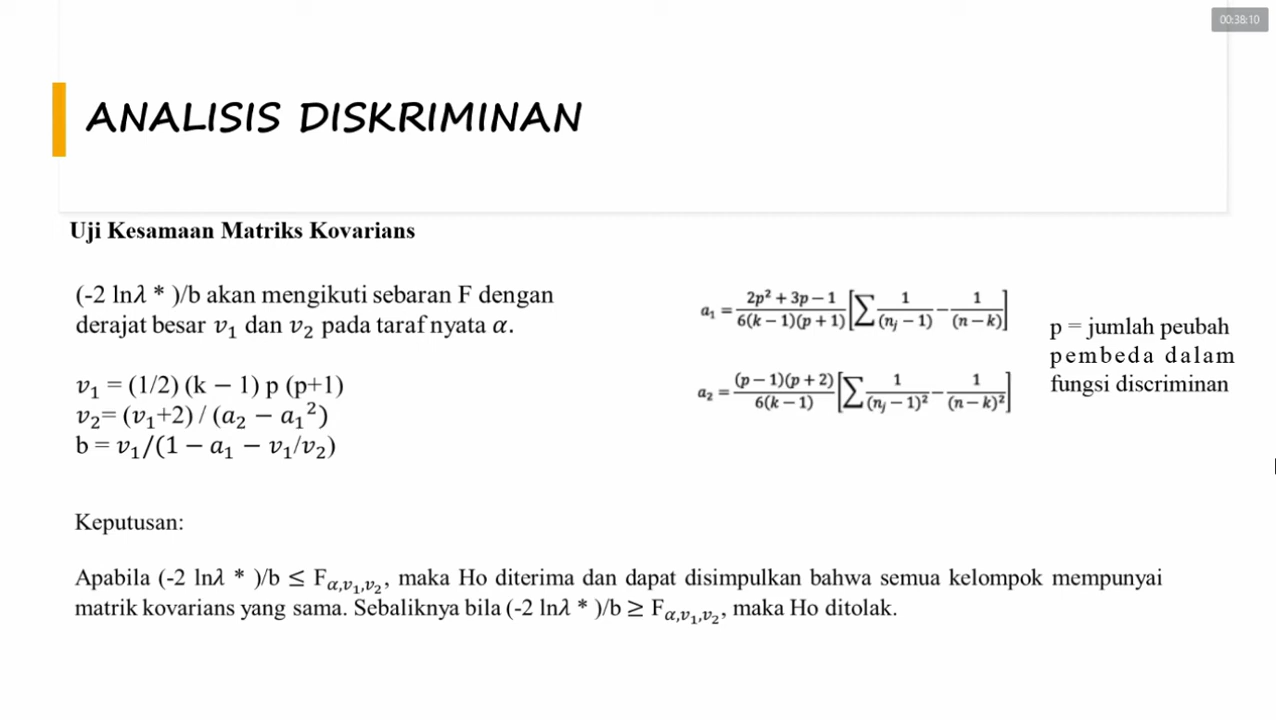 00:38:10
ANALISIS DISKRIMINAN
Uji Kesamaan Matriks Kovarians
(-2 lnλ * )/b akan mengikuti sebaran F dengan
derajat besar v₁ dan v₂ pada taraf nyata α.
v₁ = (1/2) (k − 1) p (p+1)
v₂= (v₁+2) / (a₂ − a₁²)
b = v₁/(1 − a₁ − v₁/v₂)
a₁ = (2p² + 3p − 1)/(6(k − 1)(p + 1)) [∑ 1/(nⱼ − 1) − 1/(n − k)]
a₂ = ((p − 1)(p + 2))/(6(k − 1)) [∑ 1/(nⱼ − 1)² − 1/(n − k)²]
p = jumlah peubah
pembeda dalam
fungsi discriminan
Keputusan:
Apabila (-2 lnλ * )/b ≤ F_α,v₁,v₂, maka Ho diterima dan dapat disimpulkan bahwa semua kelompok mempunyai
matrik kovarians yang sama. Sebaliknya bila (-2 lnλ * )/b ≥ F_α,v₁,v₂, maka Ho ditolak.